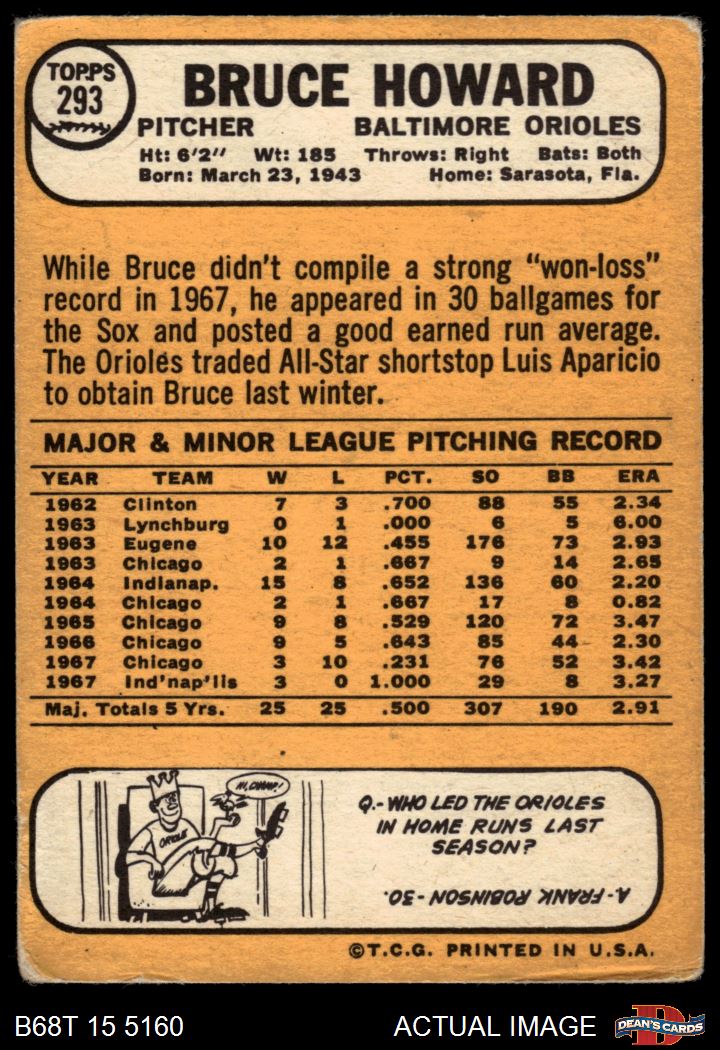 TOPPS
293
BRUCE HOWARD
PITCHER BALTIMORE ORIOLES
Ht: 6'2" Wt: 185 Throws: Right Bats: Both
Born: March 23, 1943 Home: Sarasota, Fla.
While Bruce didn't compile a strong "won-loss"
record in 1967, he appeared in 30 ballgames for
the Sox and posted a good earned run average.
The Orioles traded All-Star shortstop Luis Aparicio
to obtain Bruce last winter.
MAJOR & MINOR LEAGUE PITCHING RECORD
YEAR TEAM W L PCT. SO BB ERA
1962 Clinton 7 3 .700 88 55 2.34
1963 Lynchburg 0 1 .000 6 5 6.00
1963 Eugene 10 12 .455 176 73 2.93
1963 Chicago 2 1 .667 9 14 2.65
1964 Indianap. 15 8 .652 136 60 2.20
1964 Chicago 2 1 .667 17 8 0.82
1965 Chicago 9 8 .529 120 72 3.47
1966 Chicago 9 5 .643 85 44 2.30
1967 Chicago 3 10 .231 76 52 3.42
1967 Ind'nap'lis 3 0 1.000 29 8 3.27
Maj. Totals 5 Yrs. 25 25 .500 307 190 2.91
HI, CHAMP!
ORIOLE
Q.-WHO LED THE ORIOLES
IN HOME RUNS LAST
SEASON?
A-FRANK ROBINSON -30.
©T.C.G. PRINTED IN U.S.A.
B68T 15 5160 ACTUAL IMAGE
D
DEAN'S CARDS